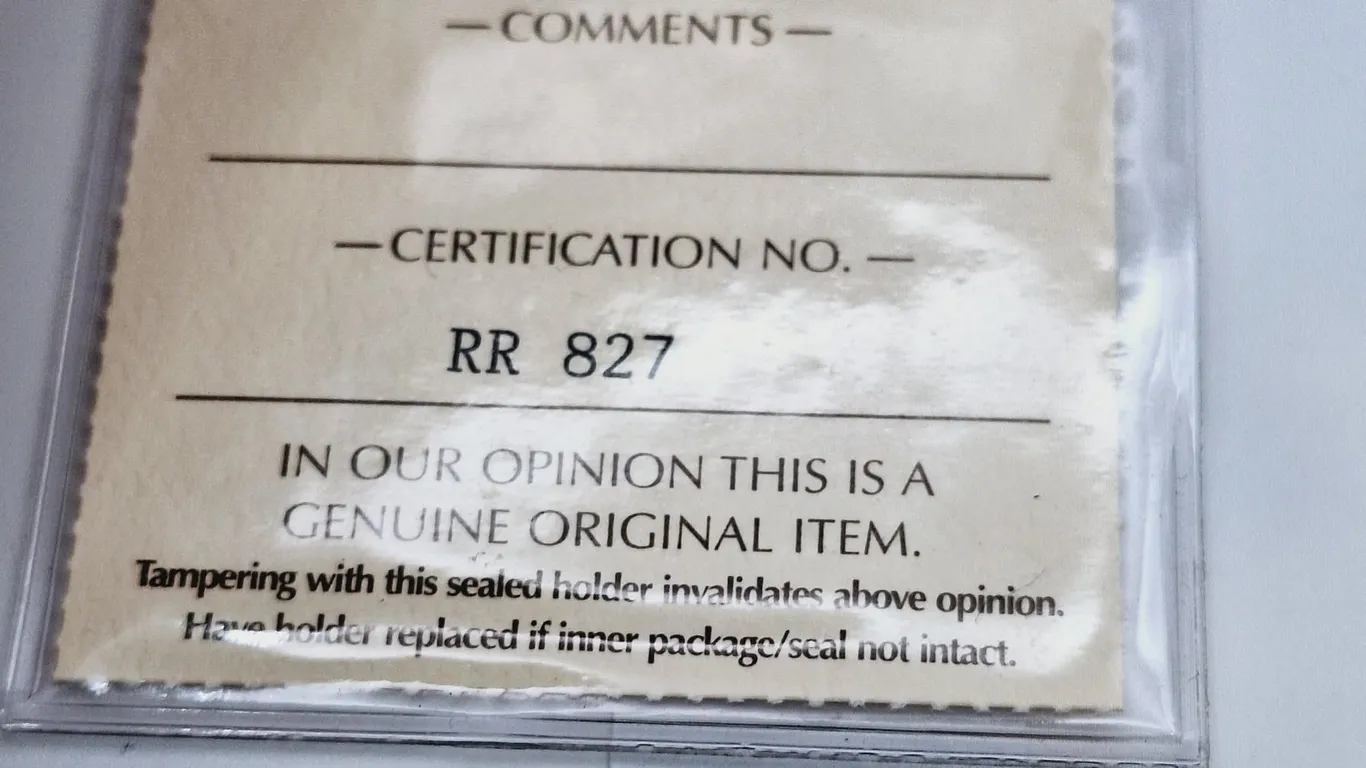 — COMMENTS —
— CERTIFICATION NO. —
RR 827
IN OUR OPINION THIS IS A
GENUINE ORIGINAL ITEM.
Tampering with this sealed holder invalidates above opinion.
Have holder replaced if inner package/seal not intact.